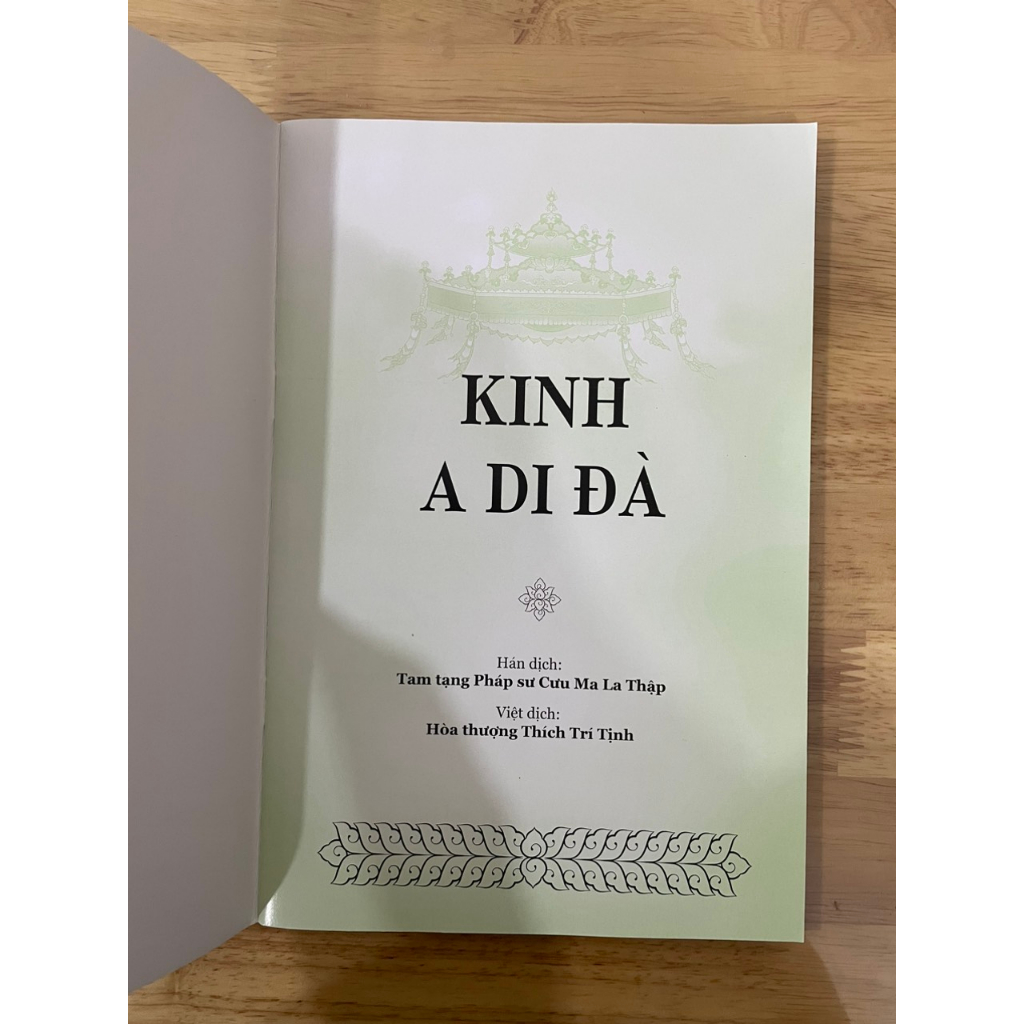 KINH
A DI ĐÀ
Hán dịch:
Tam tạng Pháp sư Cưu Ma La Thập
Việt dịch:
Hòa thượng Thích Trí Tịnh